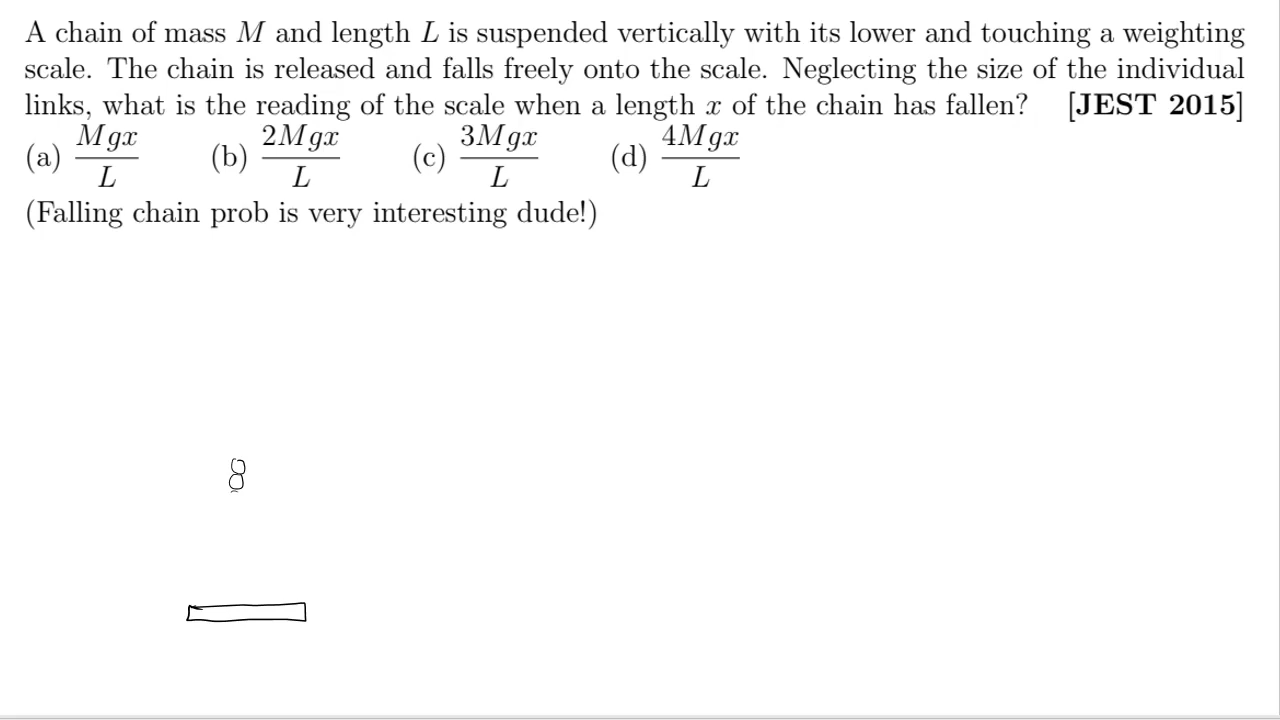 A chain of mass M and length L is suspended vertically with its lower and touching a weighting
scale. The chain is released and falls freely onto the scale. Neglecting the size of the individual
links, what is the reading of the scale when a length x of the chain has fallen? [JEST 2015]
(a) Mgx/L (b) 2Mgx/L (c) 3Mgx/L (d) 4Mgx/L
(Falling chain prob is very interesting dude!)